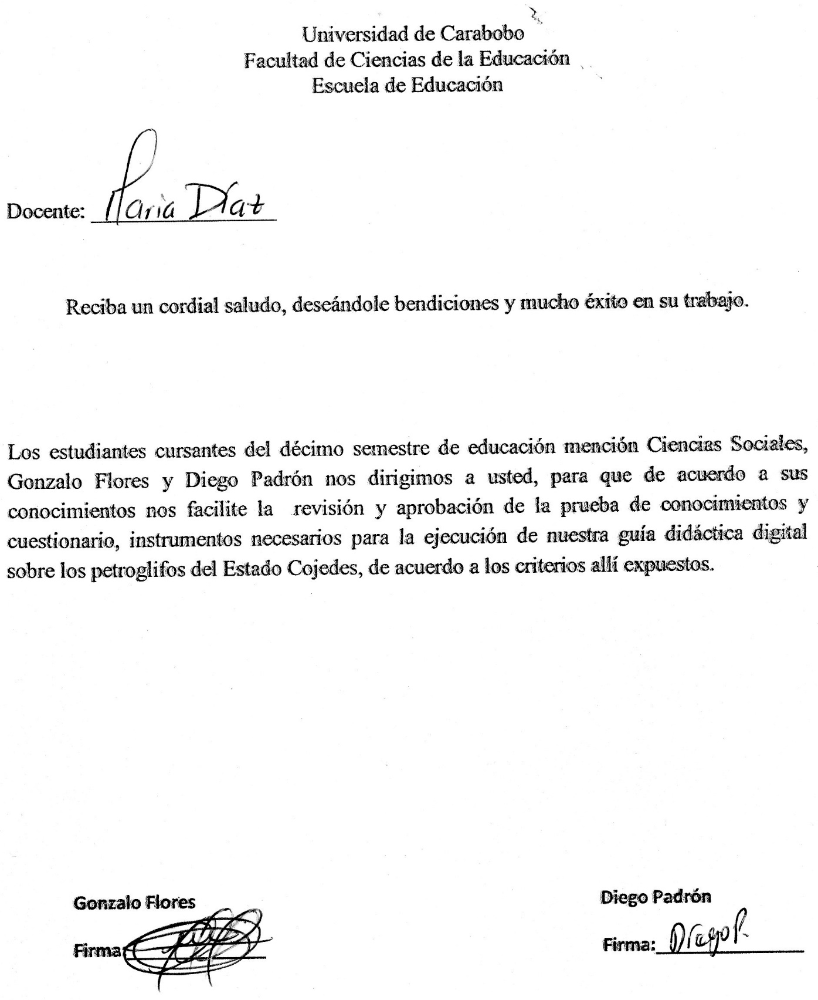 Universidad de Carabobo
Facultad de Ciencias de la Educación
Escuela de Educación
Docente: Maria Díaz
Reciba un cordial saludo, deseándole bendiciones y mucho éxito en su trabajo.
Los estudiantes cursantes del décimo semestre de educación mención Ciencias Sociales,
Gonzalo Flores y Diego Padrón nos dirigimos a usted, para que de acuerdo a sus
conocimientos nos facilite la revisión y aprobación de la prueba de conocimientos y
cuestionario, instrumentos necesarios para la ejecución de nuestra guía didáctica digital
sobre los petroglifos del Estado Cojedes, de acuerdo a los criterios allí expuestos.
Gonzalo Flores
Firma:
Diego Padrón
Firma: Diego P.